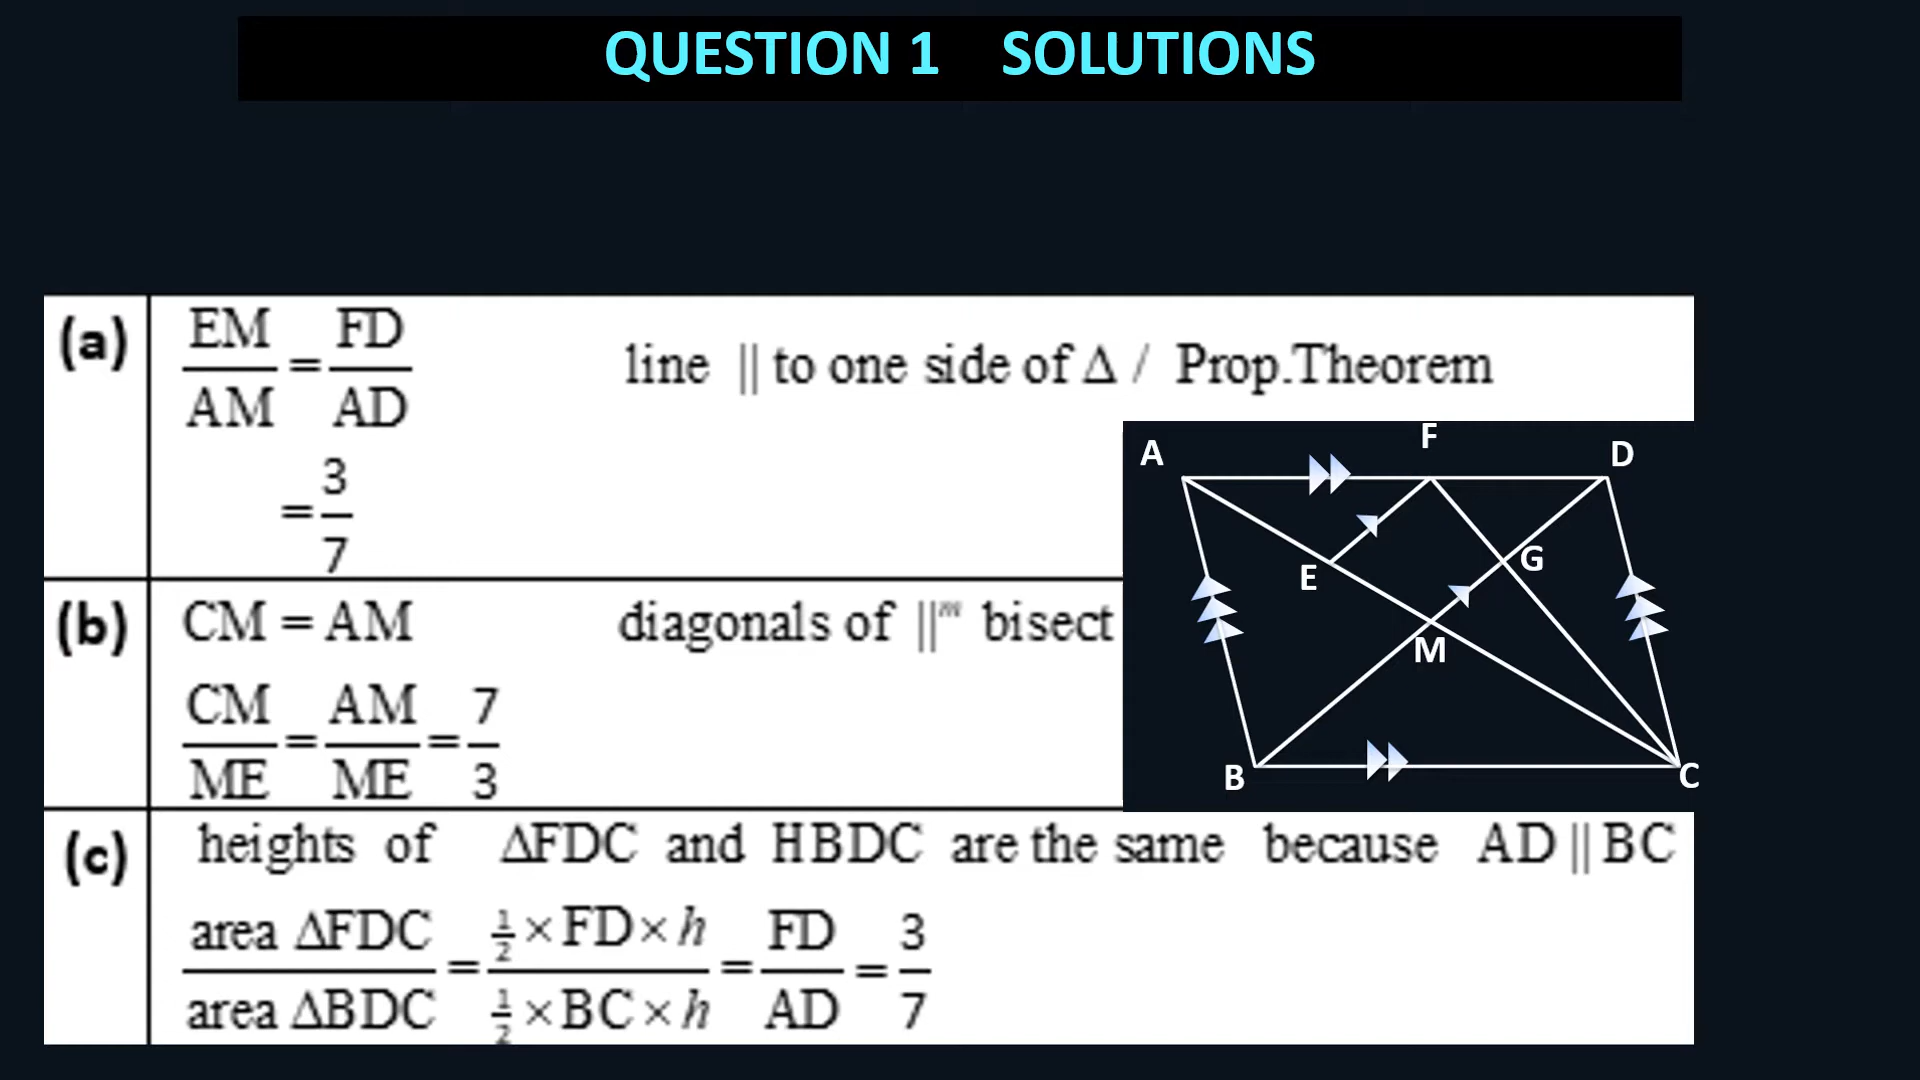 QUESTION 1 SOLUTIONS
(a) EM/AM = FD/AD line || to one side of Δ / Prop.Theorem
= 3/7
(b) CM = AM diagonals of ||ᵐ bisect
CM/ME = AM/ME = 7/3
A F D
E G
M
B C
(c) heights of ΔFDC and HBDC are the same because AD || BC
area ΔFDC/area ΔBDC = ½ × FD × h/½ × BC × h = FD/AD = 3/7